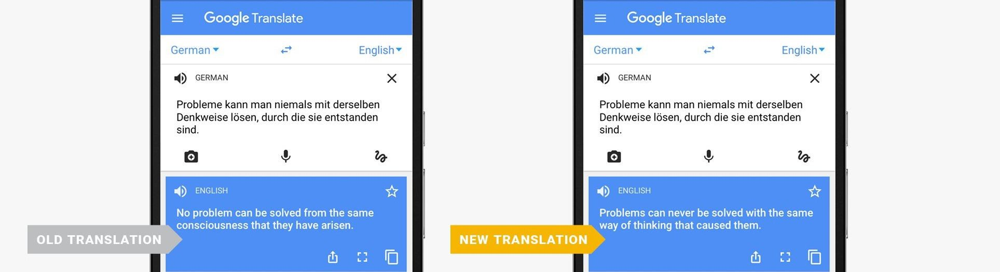 Google Translate
German
English
GERMAN
Probleme kann man niemals mit derselben
Denkweise lösen, durch die sie entstanden
sind.
ENGLISH
No problem can be solved from the same
consciousness that they have arisen.
OLD TRANSLATION
Google Translate
German
English
GERMAN
Probleme kann man niemals mit derselben
Denkweise lösen, durch die sie entstanden
sind.
ENGLISH
Problems can never be solved with the same
way of thinking that caused them.
NEW TRANSLATION